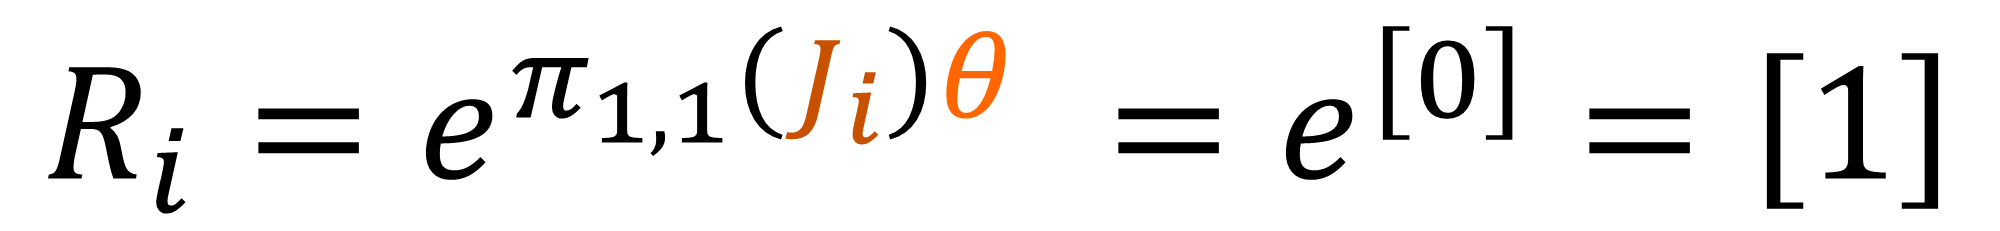 R_i = e^{π_{1,1}(J_i)θ} = e^{[0]} = [1]